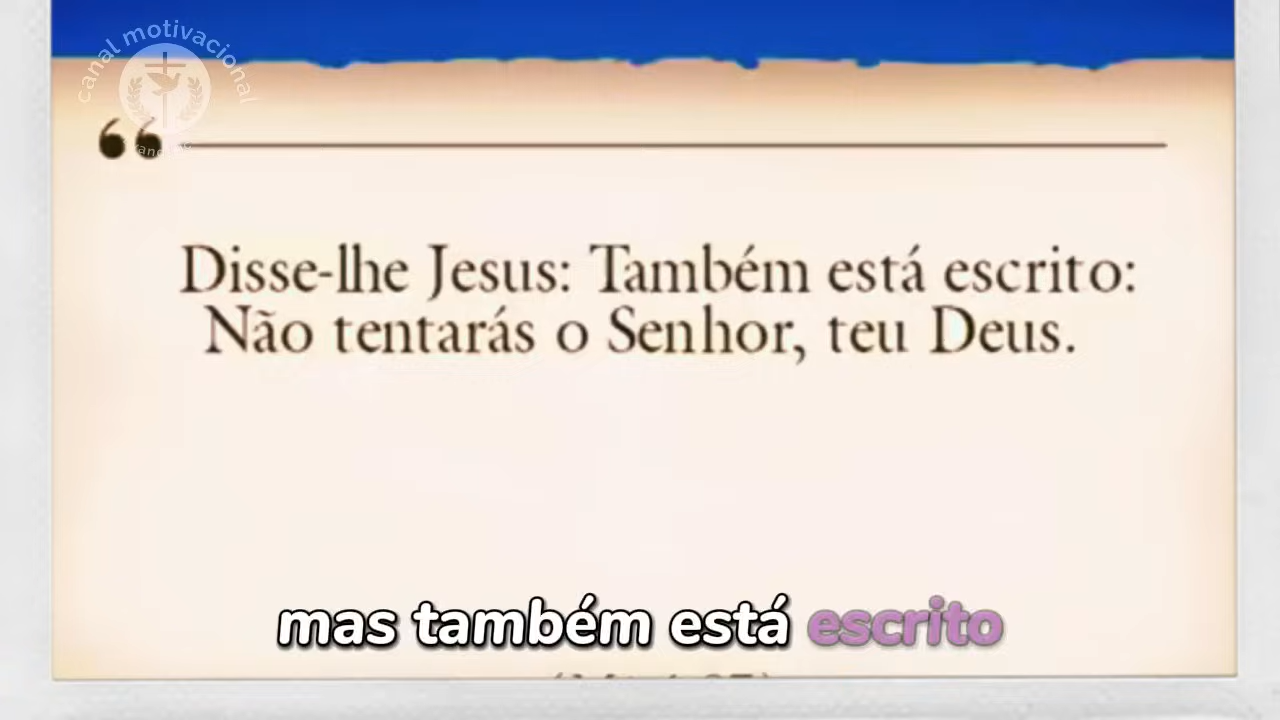 canal motivacional
“
Disse-lhe Jesus: Também está escrito:
Não tentarás o Senhor, teu Deus.
mas também está escrito